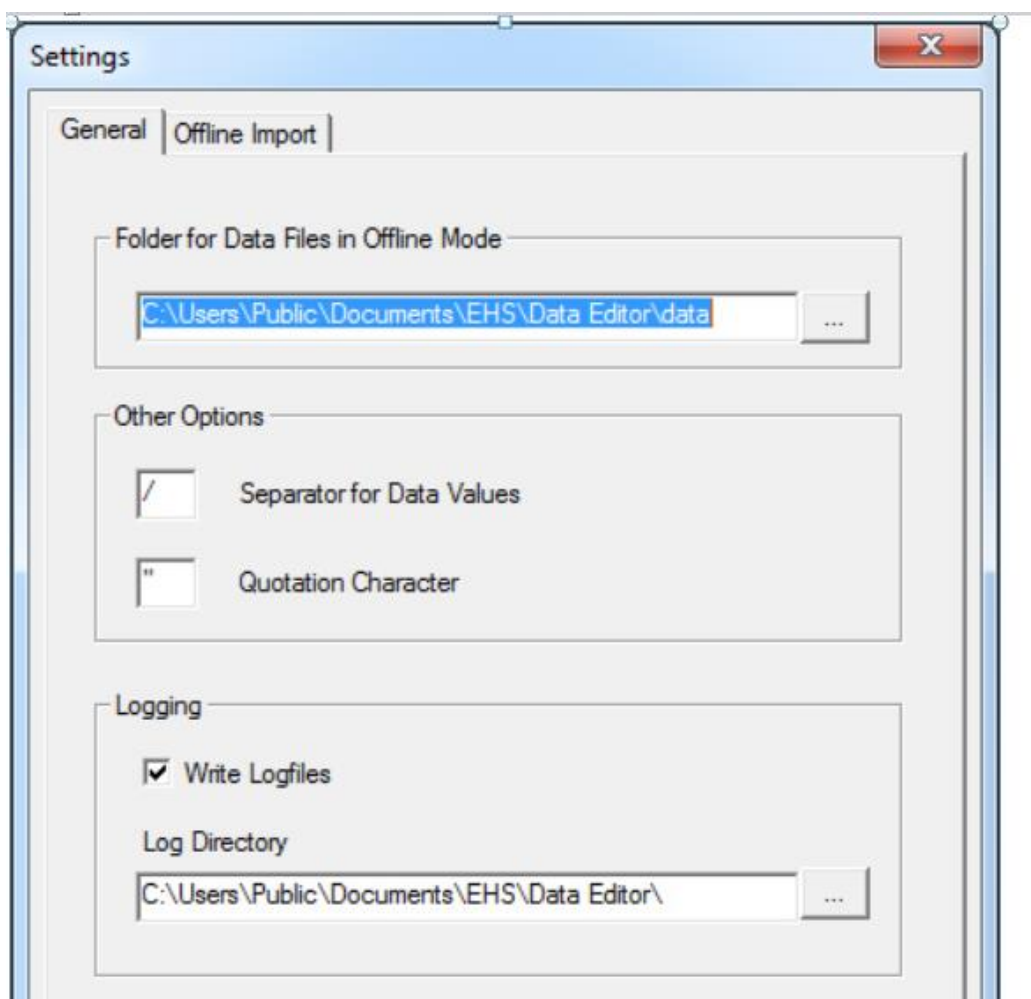 Settings
General
Offline Import
Folder for Data Files in Offline Mode
C:\Users\Public\Documents\EHS\Data Editor\data
...
Other Options
/ Separator for Data Values
" Quotation Character
Logging
Write Logfiles
Log Directory
C:\Users\Public\Documents\EHS\Data Editor\
...